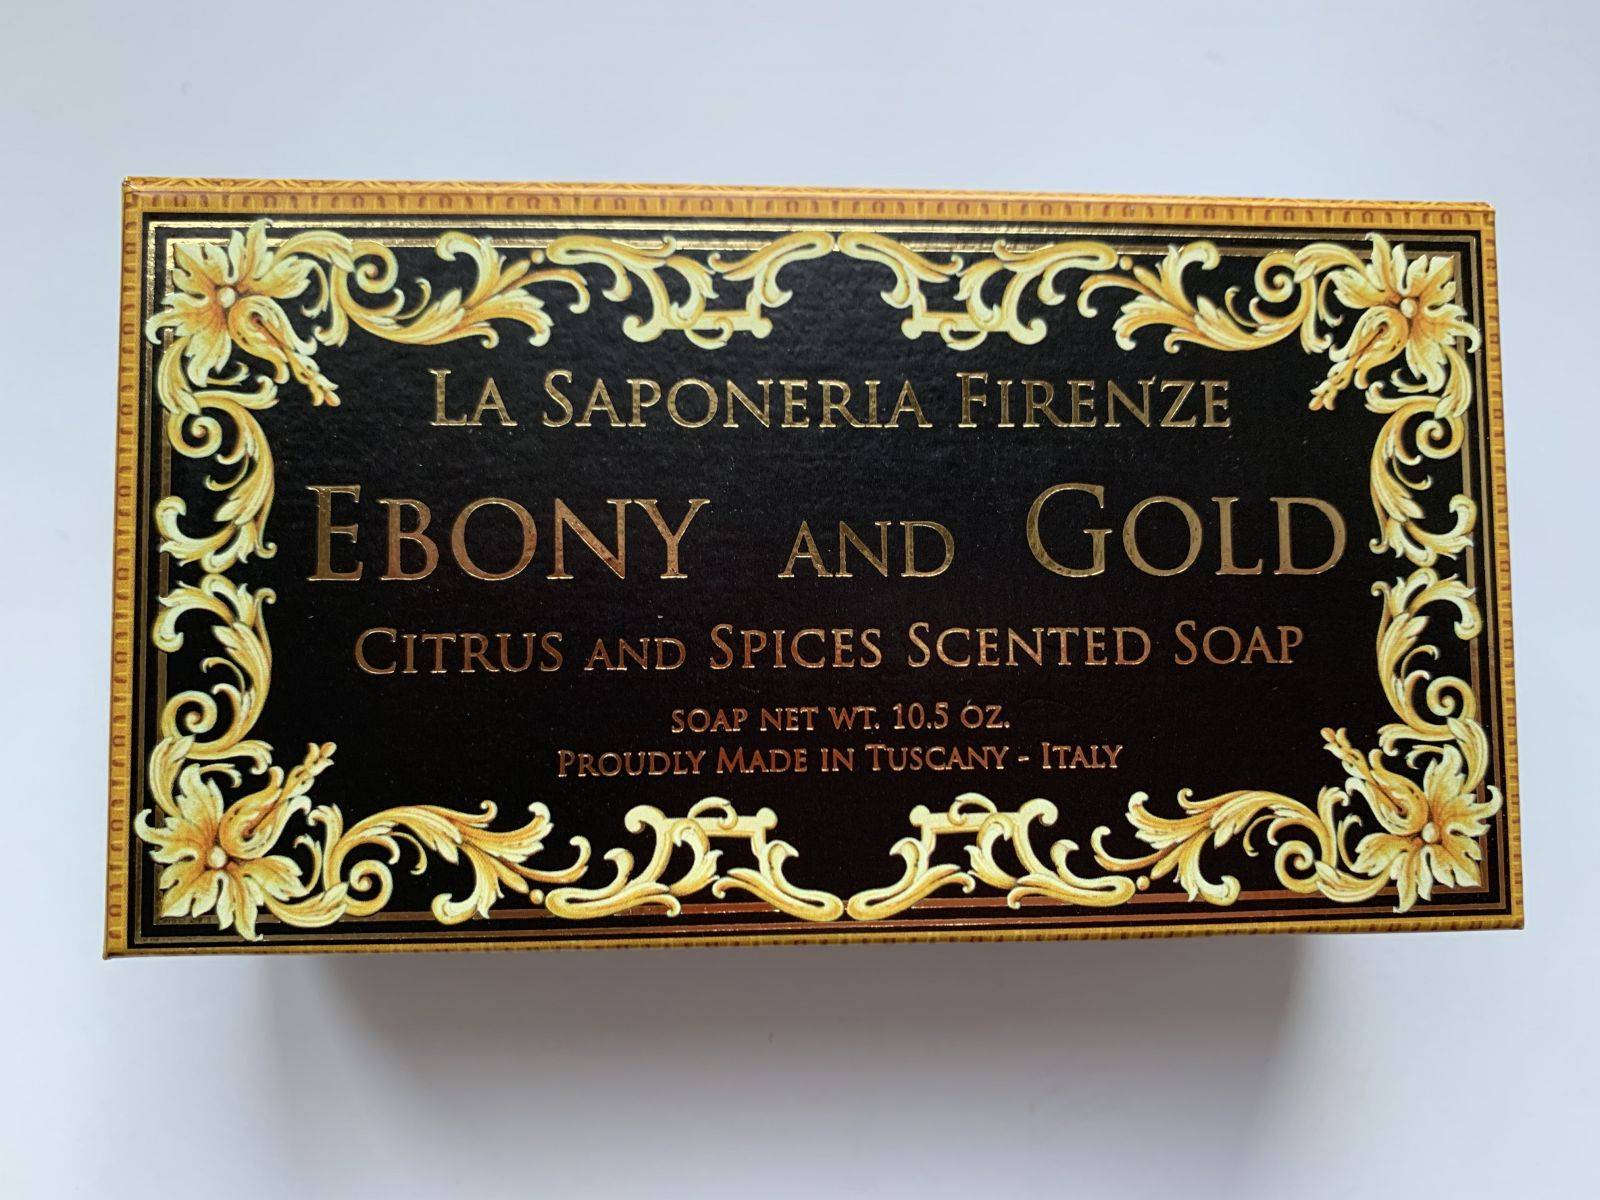 LA SAPONERIA FIRENZE
EBONY AND GOLD
CITRUS AND SPICES SCENTED SOAP
SOAP NET WT. 10.5 OZ.
PROUDLY MADE IN TUSCANY - ITALY